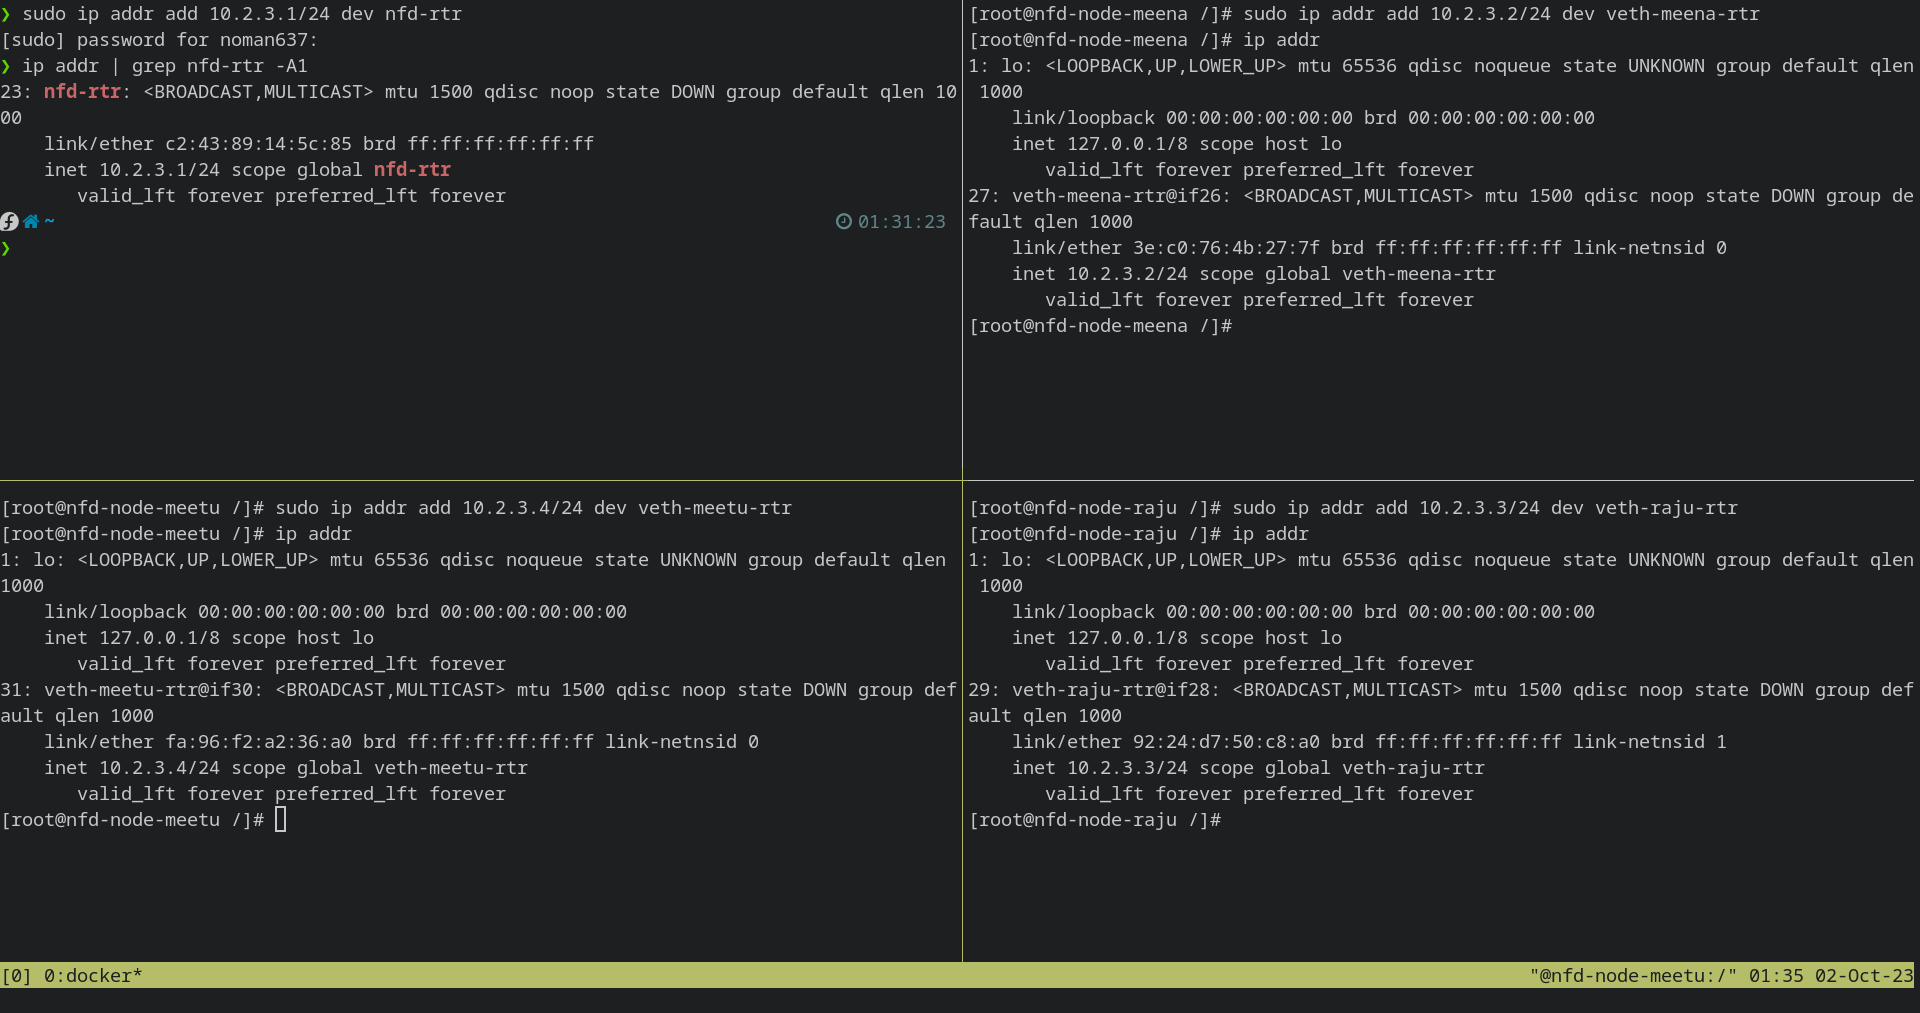 ❯ sudo ip addr add 10.2.3.1/24 dev nfd-rtr
[sudo] password for noman637:
❯ ip addr | grep nfd-rtr -A1
23: nfd-rtr: <BROADCAST,MULTICAST> mtu 1500 qdisc noop state DOWN group default qlen 10
00
    link/ether c2:43:89:14:5c:85 brd ff:ff:ff:ff:ff:ff
    inet 10.2.3.1/24 scope global nfd-rtr
       valid_lft forever preferred_lft forever
~ 01:31:23
❯
[root@nfd-node-meena /]# sudo ip addr add 10.2.3.2/24 dev veth-meena-rtr
[root@nfd-node-meena /]# ip addr
1: lo: <LOOPBACK,UP,LOWER_UP> mtu 65536 qdisc noqueue state UNKNOWN group default qlen
 1000
    link/loopback 00:00:00:00:00:00 brd 00:00:00:00:00:00
    inet 127.0.0.1/8 scope host lo
       valid_lft forever preferred_lft forever
27: veth-meena-rtr@if26: <BROADCAST,MULTICAST> mtu 1500 qdisc noop state DOWN group de
fault qlen 1000
    link/ether 3e:c0:76:4b:27:7f brd ff:ff:ff:ff:ff:ff link-netnsid 0
    inet 10.2.3.2/24 scope global veth-meena-rtr
       valid_lft forever preferred_lft forever
[root@nfd-node-meena /]#
[root@nfd-node-meetu /]# sudo ip addr add 10.2.3.4/24 dev veth-meetu-rtr
[root@nfd-node-meetu /]# ip addr
1: lo: <LOOPBACK,UP,LOWER_UP> mtu 65536 qdisc noqueue state UNKNOWN group default qlen
1000
    link/loopback 00:00:00:00:00:00 brd 00:00:00:00:00:00
    inet 127.0.0.1/8 scope host lo
       valid_lft forever preferred_lft forever
31: veth-meetu-rtr@if30: <BROADCAST,MULTICAST> mtu 1500 qdisc noop state DOWN group def
ault qlen 1000
    link/ether fa:96:f2:a2:36:a0 brd ff:ff:ff:ff:ff:ff link-netnsid 0
    inet 10.2.3.4/24 scope global veth-meetu-rtr
       valid_lft forever preferred_lft forever
[root@nfd-node-meetu /]#
[root@nfd-node-raju /]# sudo ip addr add 10.2.3.3/24 dev veth-raju-rtr
[root@nfd-node-raju /]# ip addr
1: lo: <LOOPBACK,UP,LOWER_UP> mtu 65536 qdisc noqueue state UNKNOWN group default qlen
 1000
    link/loopback 00:00:00:00:00:00 brd 00:00:00:00:00:00
    inet 127.0.0.1/8 scope host lo
       valid_lft forever preferred_lft forever
29: veth-raju-rtr@if28: <BROADCAST,MULTICAST> mtu 1500 qdisc noop state DOWN group def
ault qlen 1000
    link/ether 92:24:d7:50:c8:a0 brd ff:ff:ff:ff:ff:ff link-netnsid 1
    inet 10.2.3.3/24 scope global veth-raju-rtr
       valid_lft forever preferred_lft forever
[root@nfd-node-raju /]#
[0] 0:docker* "@nfd-node-meetu:/" 01:35 02-Oct-23